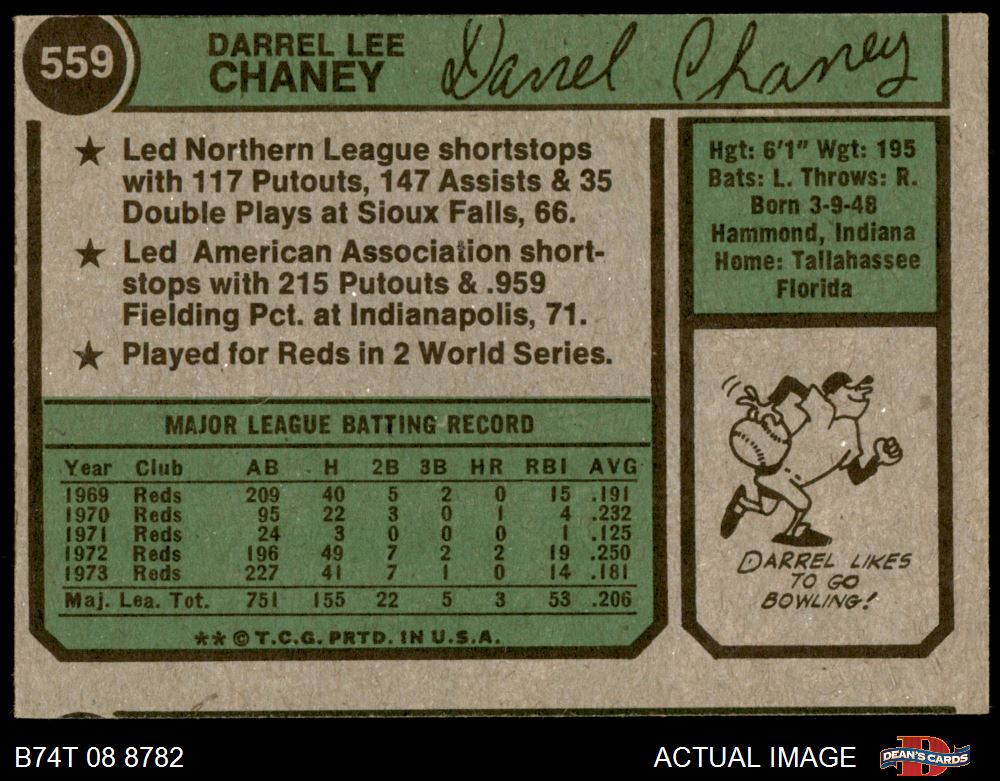 559
DARREL LEE
CHANEY
Darrel Chaney
★ Led Northern League shortstops
with 117 Putouts, 147 Assists & 35
Double Plays at Sioux Falls, 66.
★ Led American Association short-
stops with 215 Putouts & .959
Fielding Pct. at Indianapolis, 71.
★ Played for Reds in 2 World Series.
MAJOR LEAGUE BATTING RECORD
Year Club AB H 2B 3B HR RBI AVG
1969 Reds 209 40 5 2 0 15 .191
1970 Reds 95 22 3 0 1 4 .232
1971 Reds 24 3 0 0 0 1 .125
1972 Reds 196 49 7 2 2 19 .250
1973 Reds 227 41 7 1 0 14 .181
Maj. Lea. Tot. 751 155 22 5 3 53 .206
** © T.C.G. PRTD. IN U.S.A.
Hgt: 6'1" Wgt: 195
Bats: L. Throws: R.
Born 3-9-48
Hammond, Indiana
Home: Tallahassee
Florida
DARREL LIKES
TO GO
BOWLING!
B74T 08 8782
ACTUAL IMAGE
DEAN'S CARDS